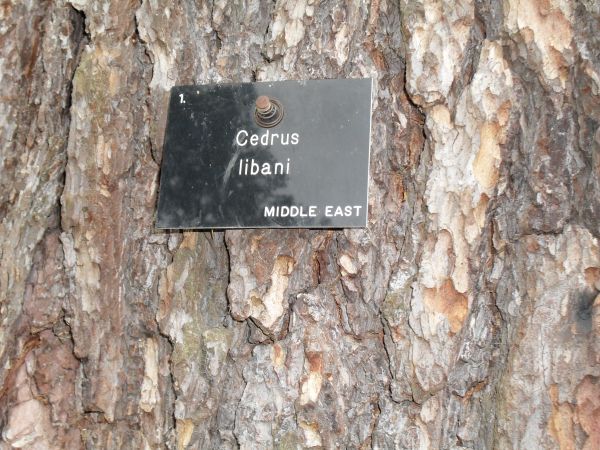 1.
Cedrus
libani
MIDDLE EAST